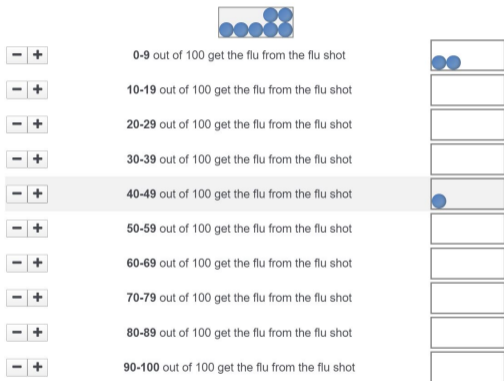 - + 0-9 out of 100 get the flu from the flu shot
- + 10-19 out of 100 get the flu from the flu shot
- + 20-29 out of 100 get the flu from the flu shot
- + 30-39 out of 100 get the flu from the flu shot
- + 40-49 out of 100 get the flu from the flu shot
- + 50-59 out of 100 get the flu from the flu shot
- + 60-69 out of 100 get the flu from the flu shot
- + 70-79 out of 100 get the flu from the flu shot
- + 80-89 out of 100 get the flu from the flu shot
- + 90-100 out of 100 get the flu from the flu shot